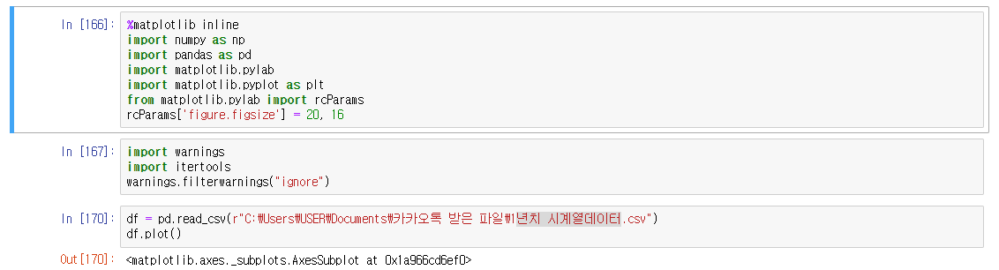 In [166]:
%matplotlib inline
import numpy as np
import pandas as pd
import matplotlib.pylab
import matplotlib.pyplot as plt
from matplotlib.pylab import rcParams
rcParams['figure.figsize'] = 20, 16
In [167]:
import warnings
import itertools
warnings.filterwarnings("ignore")
In [170]:
df = pd.read_csv(r"C:₩Users₩USER₩Documents₩카카오톡 받은 파일₩1년치 시계열데이터.csv")
df.plot()
Out[170]:
<matplotlib.axes._subplots.AxesSubplot at 0x1a966cd6ef0>